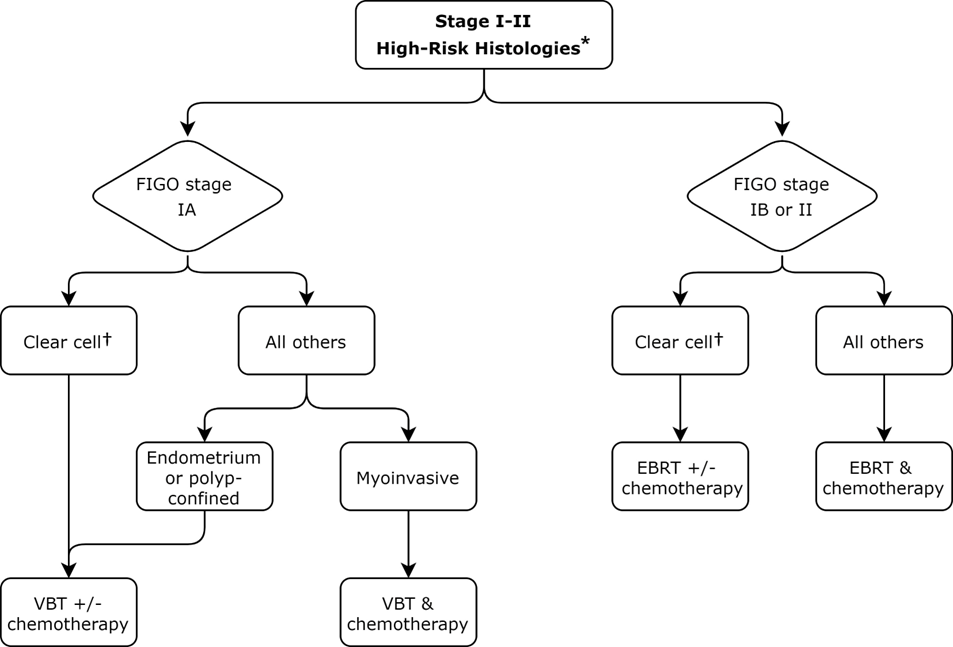 Stage I-II
High-Risk Histologies*
FIGO stage
IA
FIGO stage
IB or II
Clear cell†
All others
Clear cell†
All others
Endometrium
or polyp-
confined
Myoinvasive
EBRT +/-
chemotherapy
EBRT &
chemotherapy
VBT +/-
chemotherapy
VBT &
chemotherapy